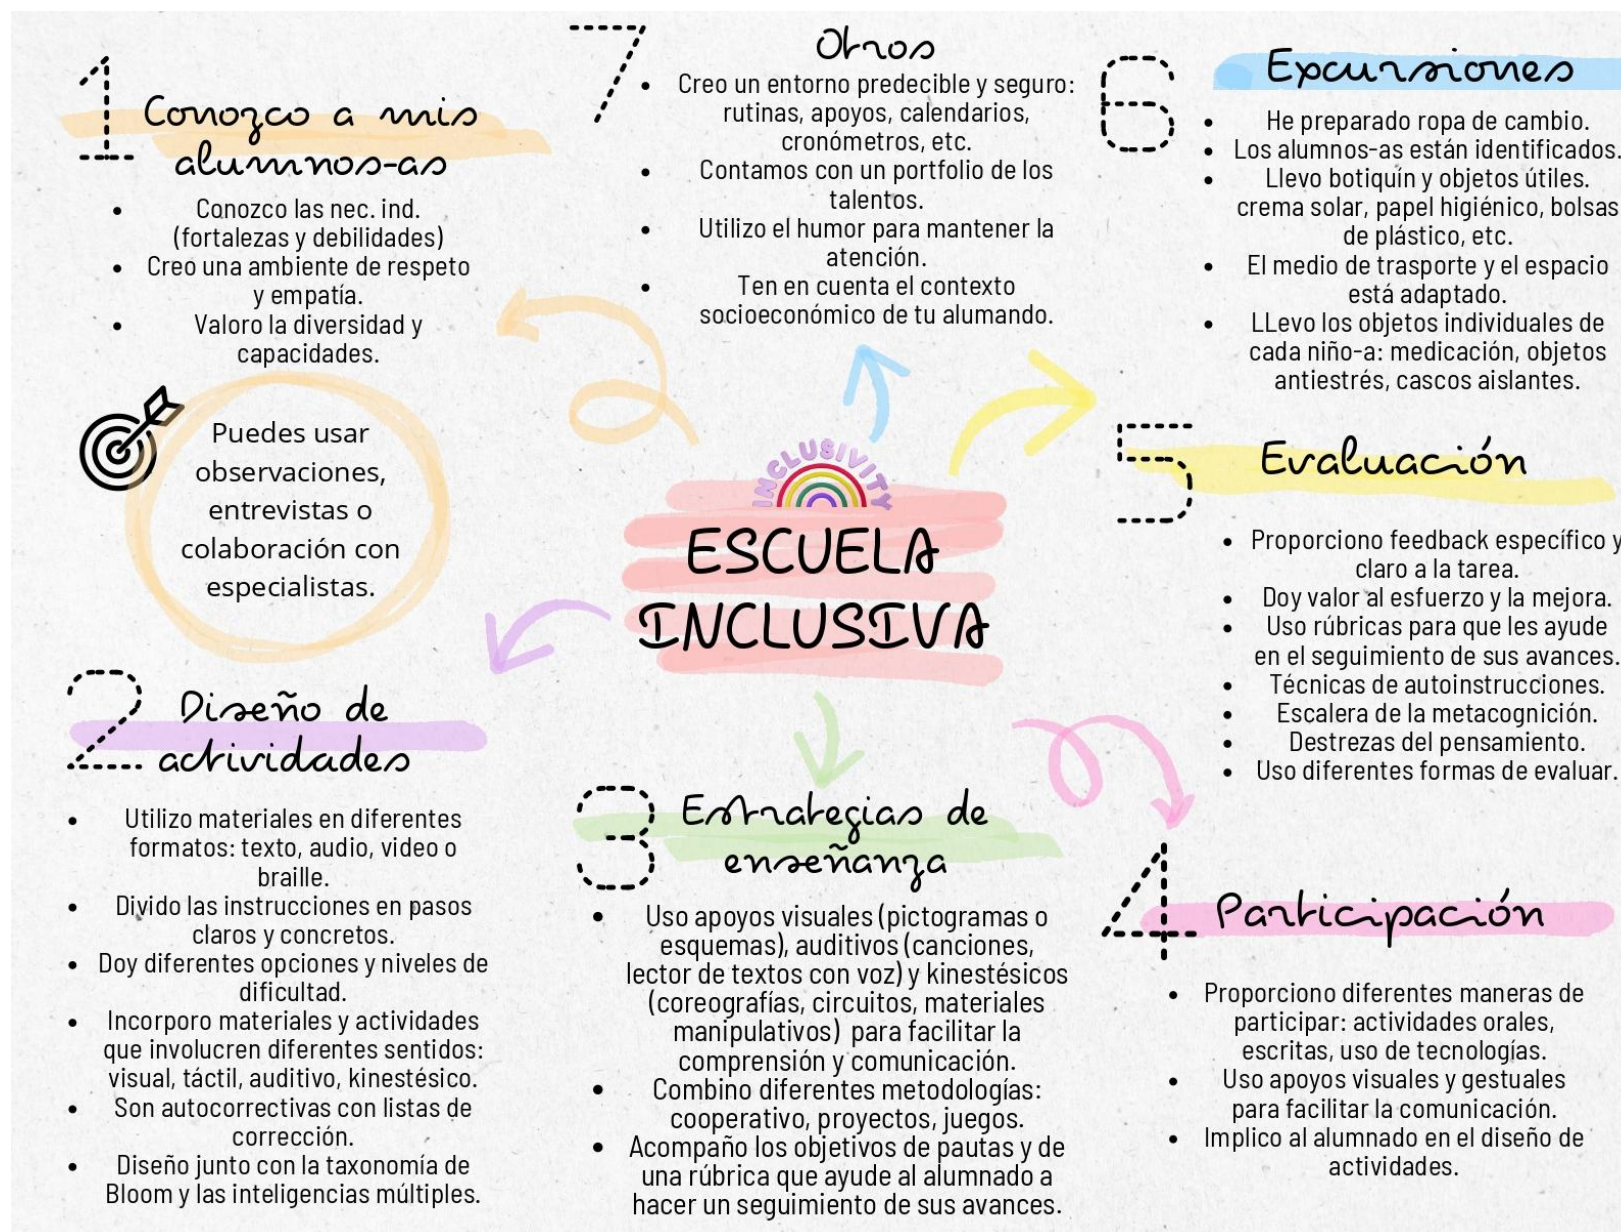 1
Conozco a mis
alumnos-as
Conozco las nec. ind.
(fortalezas y debilidades)
Creo una ambiente de respeto
y empatía.
Valoro la diversidad y
capacidades.
Puedes usar
observaciones,
entrevistas o
colaboración con
especialistas.
2
Diseño de
actividades
Utilizo materiales en diferentes
formatos: texto, audio, video o
braille.
Divido las instrucciones en pasos
claros y concretos.
Doy diferentes opciones y niveles de
dificultad.
Incorporo materiales y actividades
que involucren diferentes sentidos:
visual, táctil, auditivo, kinestésico.
Son autocorrectivas con listas de
corrección.
Diseño junto con la taxonomía de
Bloom y las inteligencias múltiples.
7
Otros
Creo un entorno predecible y seguro:
rutinas, apoyos, calendarios,
cronómetros, etc.
Contamos con un portfolio de los
talentos.
Utilizo el humor para mantener la
atención.
Ten en cuenta el contexto
socioeconómico de tu alumando.
INCLUSIVITY
ESCUELA
INCLUSIVA
3
Estrategias de
enseñanza
Uso apoyos visuales (pictogramas o
esquemas), auditivos (canciones,
lector de textos con voz) y kinestésicos
(coreografías, circuitos, materiales
manipulativos) para facilitar la
comprensión y comunicación.
Combino diferentes metodologías:
cooperativo, proyectos, juegos.
Acompaño los objetivos de pautas y de
una rúbrica que ayude al alumnado a
hacer un seguimiento de sus avances.
6
Excursiones
He preparado ropa de cambio.
Los alumnos-as están identificados.
Llevo botiquín y objetos útiles.
crema solar, papel higiénico, bolsas
de plástico, etc.
El medio de trasporte y el espacio
está adaptado.
LLevo los objetos individuales de
cada niño-a: medicación, objetos
antiestrés, cascos aislantes.
5
Evaluación
Proporciono feedback específico y
claro a la tarea.
Doy valor al esfuerzo y la mejora.
Uso rúbricas para que les ayude
en el seguimiento de sus avances.
Técnicas de autoinstrucciones.
Escalera de la metacognición.
Destrezas del pensamiento.
Uso diferentes formas de evaluar.
4
Participación
Proporciono diferentes maneras de
participar: actividades orales,
escritas, uso de tecnologías.
Uso apoyos visuales y gestuales
para facilitar la comunicación.
Implico al alumnado en el diseño de
actividades.